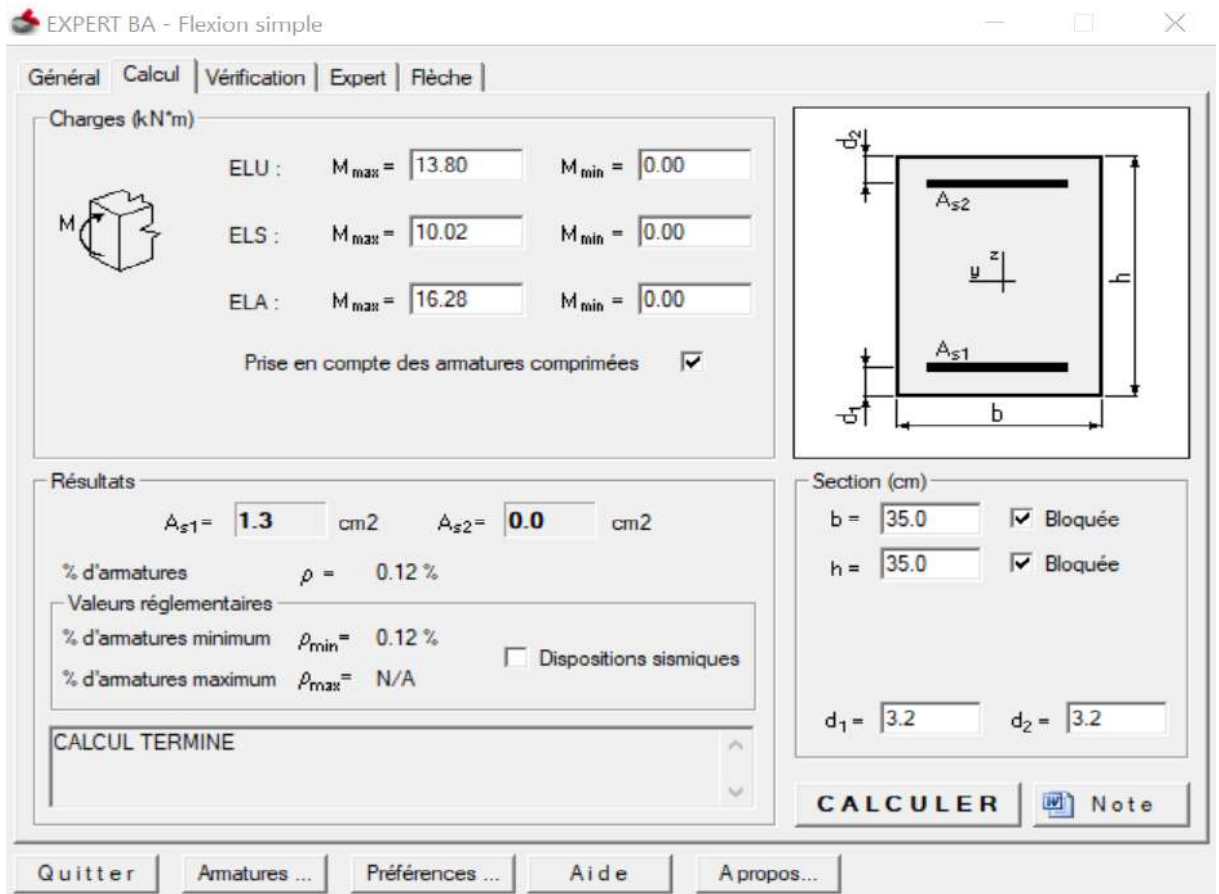 EXPERT BA - Flexion simple
Général Calcul Vérification Expert Flèche
Charges (kN*m)
ELU : M max = 13.80 M min = 0.00
ELS : M max = 10.02 M min = 0.00
ELA : M max = 16.28 M min = 0.00
M
Prise en compte des armatures comprimées
d2
As2
z
y
h
As1
d1
b
Résultats
As1= 1.3 cm2 As2= 0.0 cm2
% d'armatures ρ = 0.12 %
Valeurs réglementaires
% d'armatures minimum ρmin= 0.12 %
Dispositions sismiques
% d'armatures maximum ρmax= N/A
CALCUL TERMINE
Section (cm)
b = 35.0 Bloquée
h = 35.0 Bloquée
d1 = 3.2 d2 = 3.2
CALCULER Note
Quitter Armatures ... Préférences ... Aide A propos...